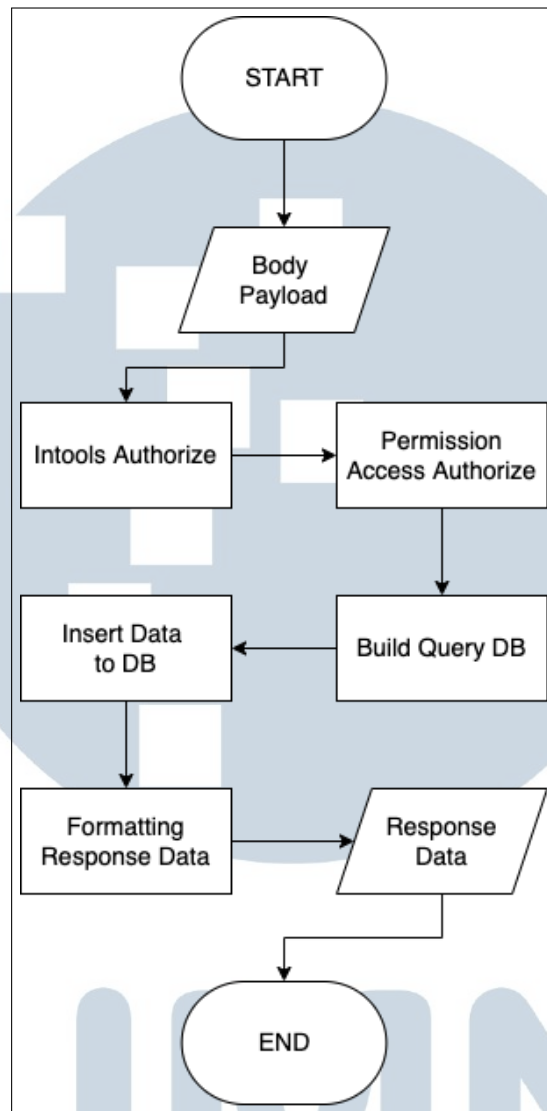 START
Body
Payload
Intools Authorize
Permission
Access Authorize
Insert Data
to DB
Build Query DB
Formatting
Response Data
Response
Data
END